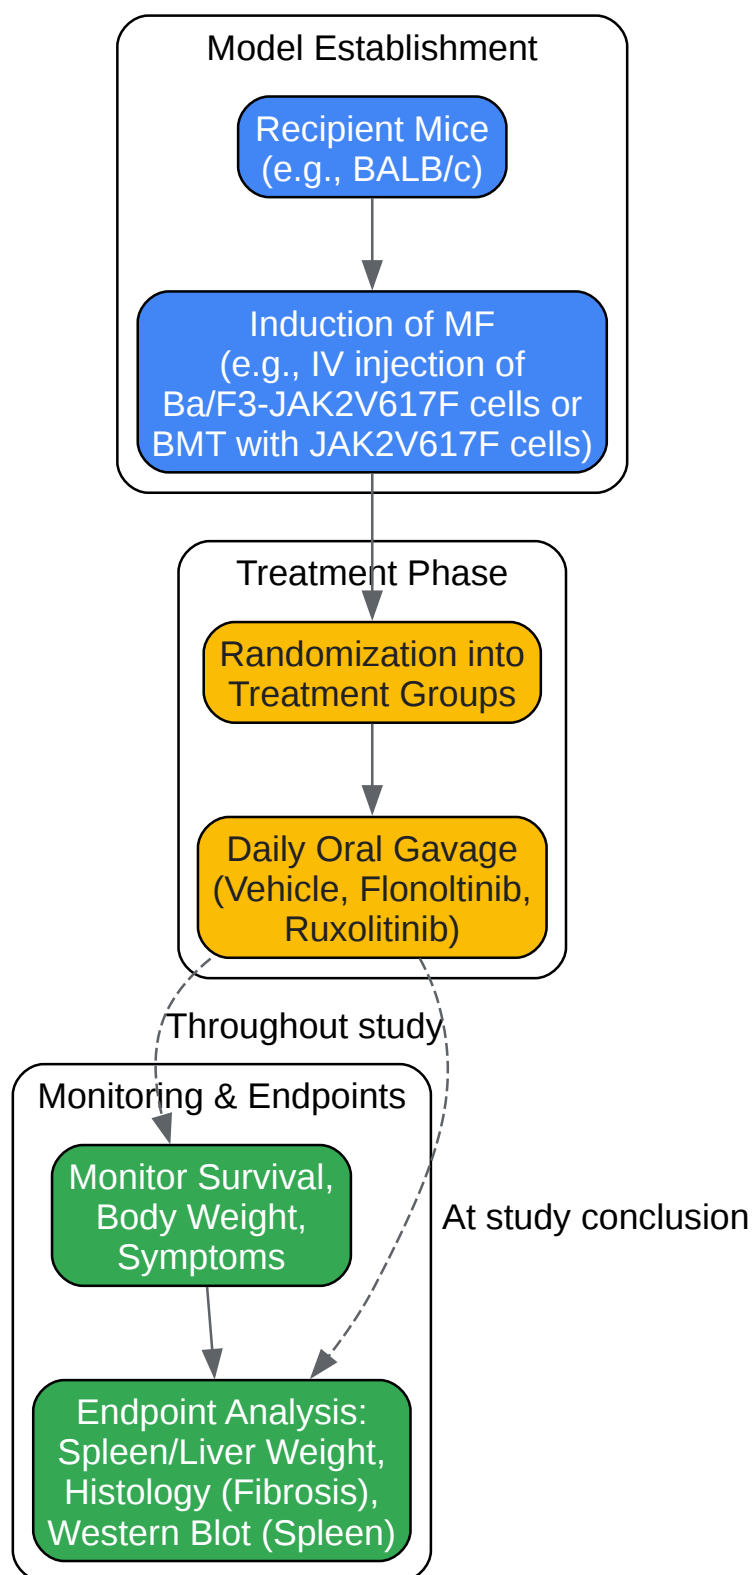 Model Establishment
Recipient Mice
(e.g., BALB/c)
Induction of MF
(e.g., IV injection of
Ba/F3-JAK2V617F cells or
BMT with JAK2V617F cells)
Treatment Phase
Randomization into
Treatment Groups
Daily Oral Gavage
(Vehicle, Flonoltinib,
Ruxolitinib)
Throughout study
Monitoring & Endpoints
Monitor Survival,
Body Weight,
Symptoms
At study conclusion
Endpoint Analysis:
Spleen/Liver Weight,
Histology (Fibrosis),
Western Blot (Spleen)